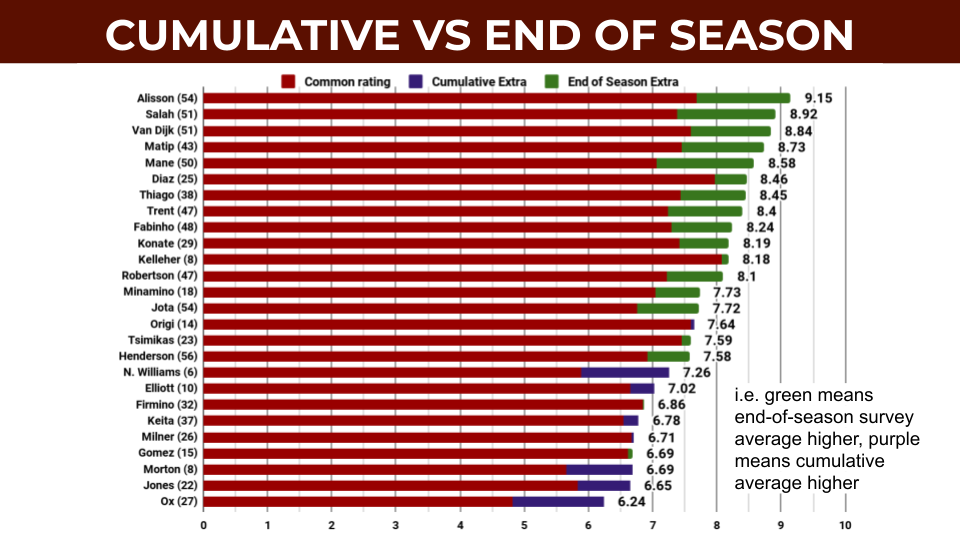 CUMULATIVE VS END OF SEASON
Common rating Cumulative Extra End of Season Extra
Alisson (54) 9.15
Salah (51) 8.92
Van Dijk (51) 8.84
Matip (43) 8.73
Mane (50) 8.58
Diaz (25) 8.46
Thiago (38) 8.45
Trent (47) 8.4
Fabinho (48) 8.24
Konate (29) 8.19
Kelleher (8) 8.18
Robertson (47) 8.1
Minamino (18) 7.73
Jota (54) 7.72
Origi (14) 7.64
Tsimikas (23) 7.59
Henderson (56) 7.58
N. Williams (6) 7.26
Elliott (10) 7.02
Firmino (32) 6.86
Keita (37) 6.78
Milner (26) 6.71
Gomez (15) 6.69
Morton (8) 6.69
Jones (22) 6.65
Ox (27) 6.24
i.e. green means
end-of-season survey
average higher, purple
means cumulative
average higher
0 1 2 3 4 5 6 7 8 9 10